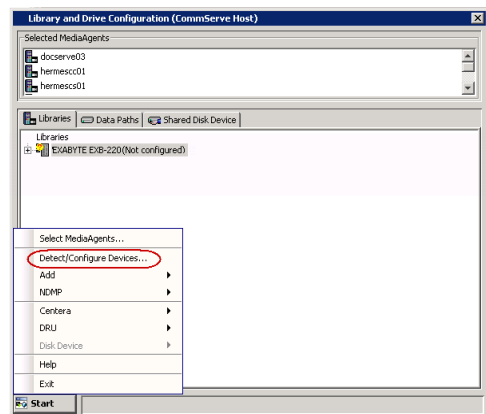 Library and Drive Configuration (CommServe Host)
Selected MediaAgents
docserve03
hermescc01
hermescs01
Libraries
Data Paths
Shared Disk Device
Libraries
EXABYTE EXB-220(Not configured)
Select MediaAgents...
Detect/Configure Devices...
Add
NDMP
Centera
DRU
Disk Device
Help
Exit
Start